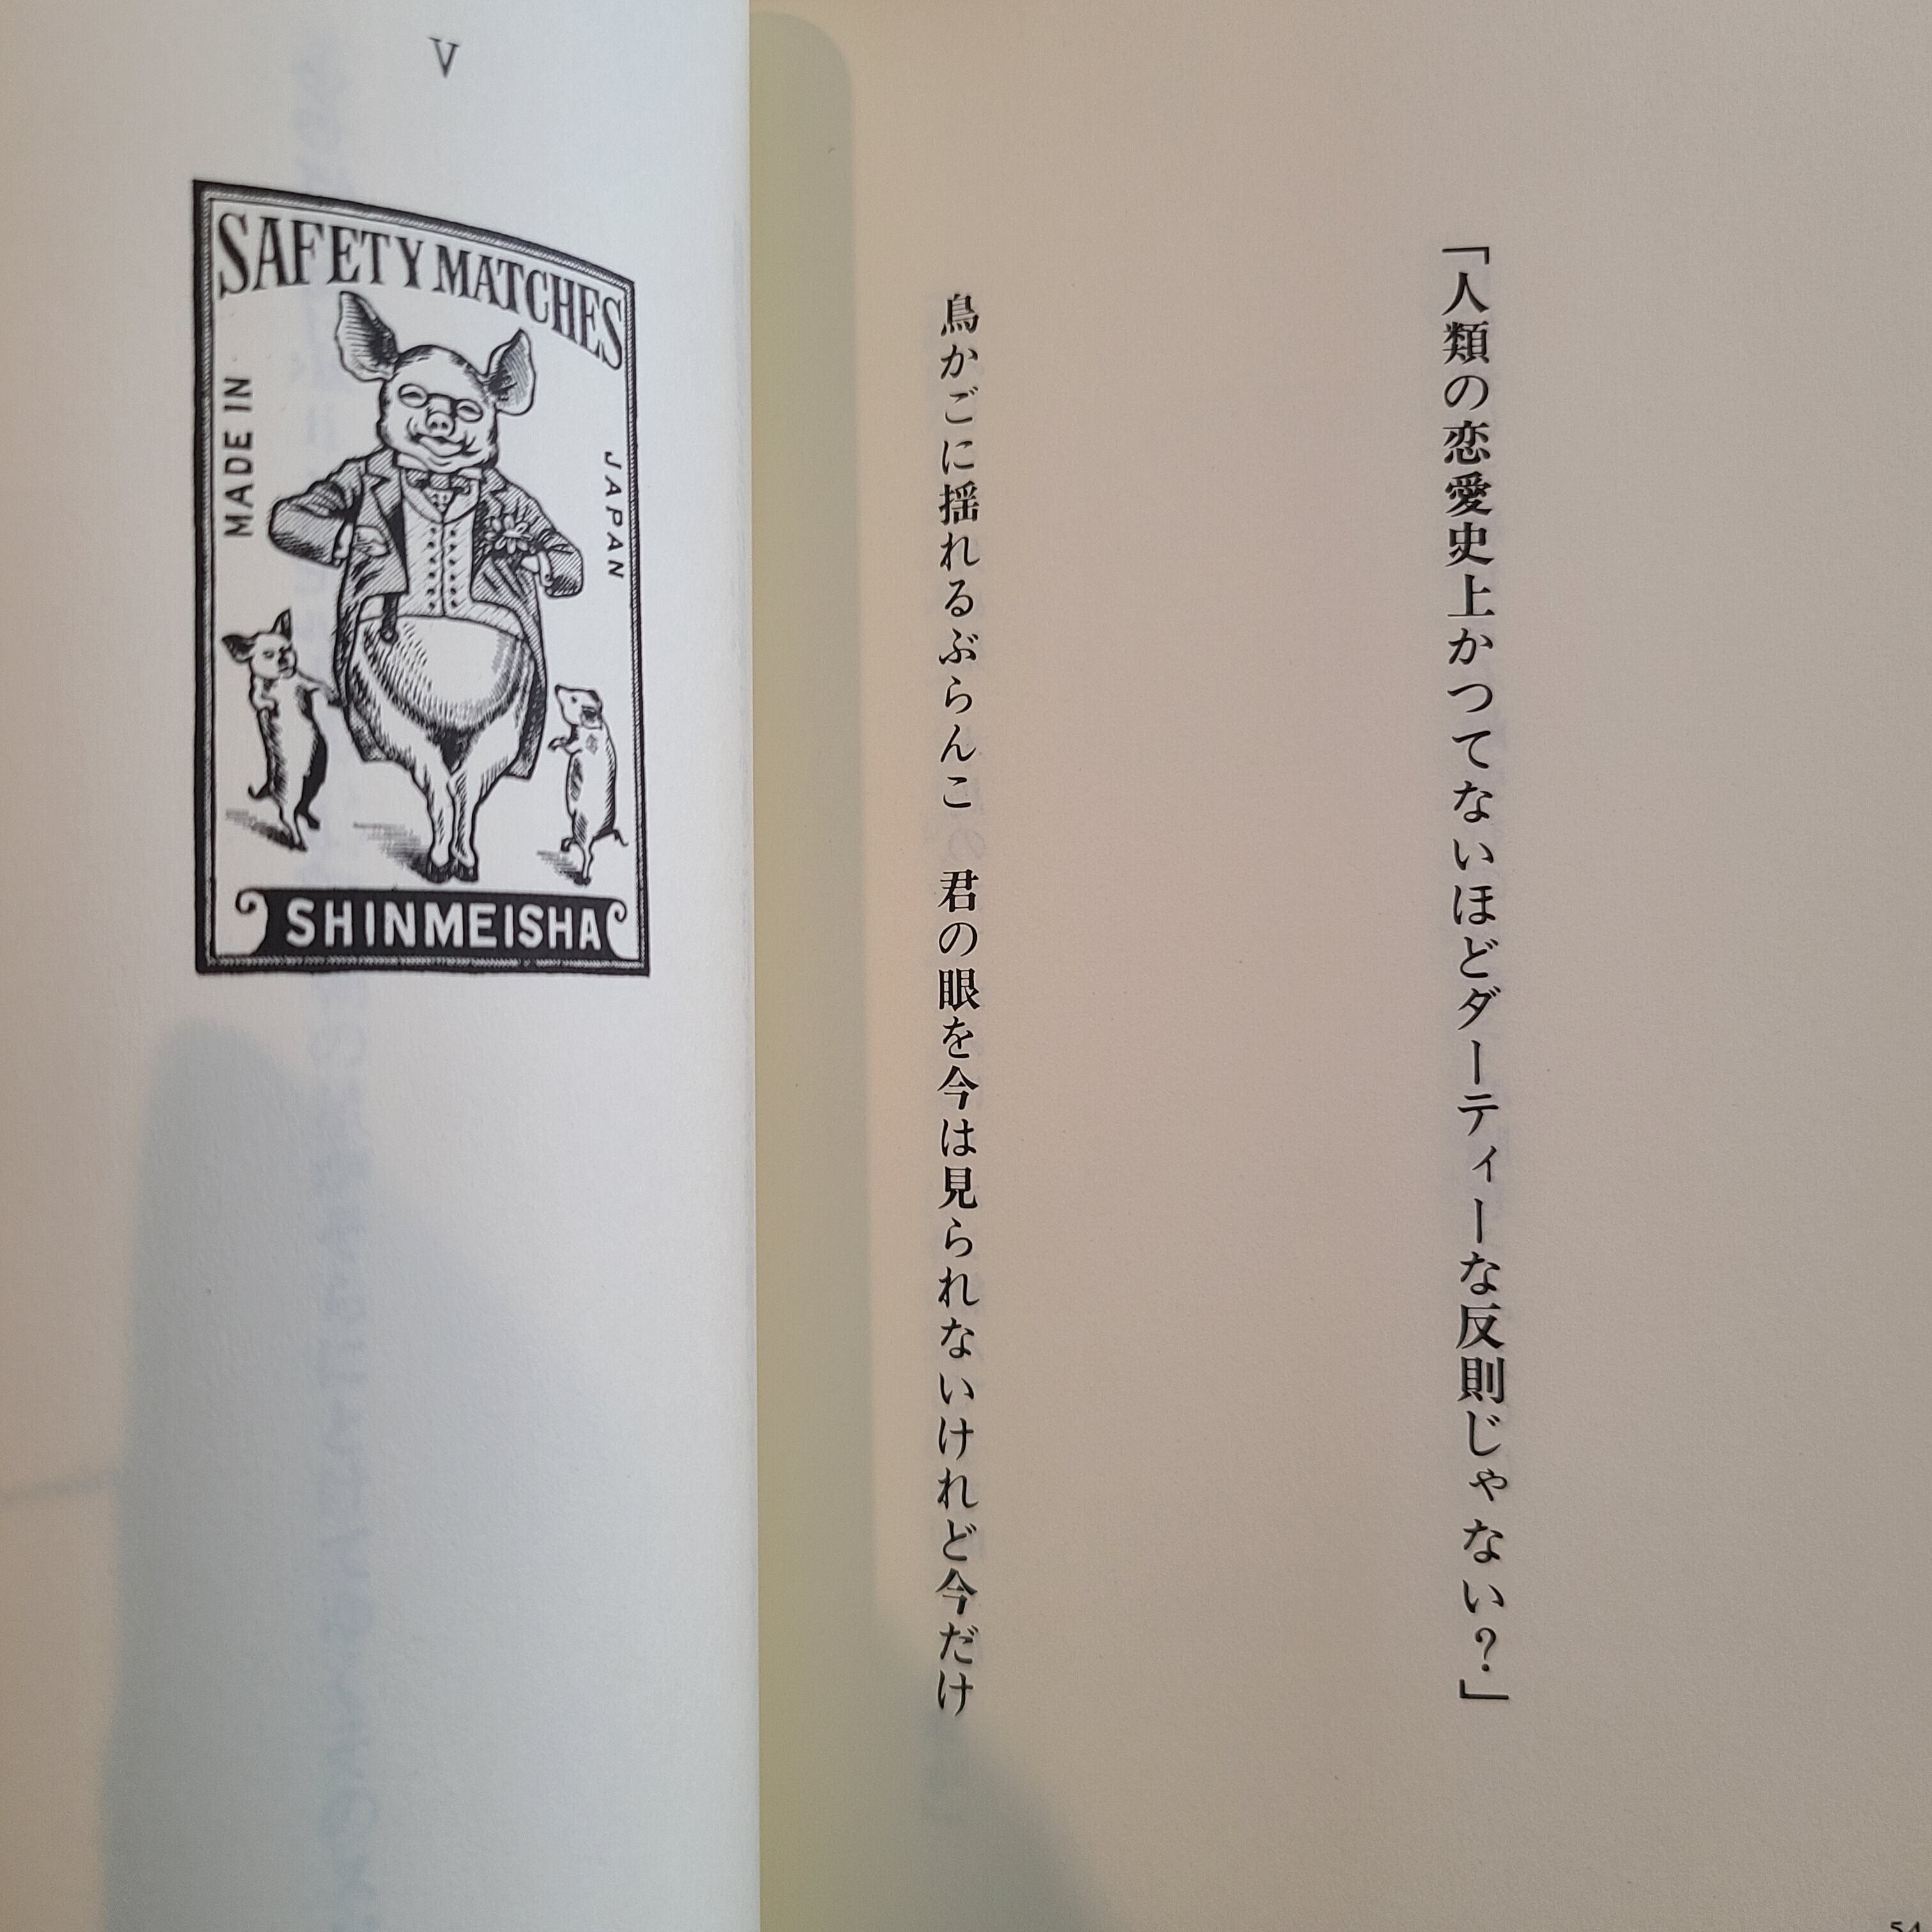 「人類の恋愛史上かつてないほどダーティーな反則じゃない？」
鳥かごに揺れるぶらんこ　君の眼を今は見られないけれど今だけ
54
V
SAFETY MATCHES
MADE IN
JAPAN
SHINMEISHA